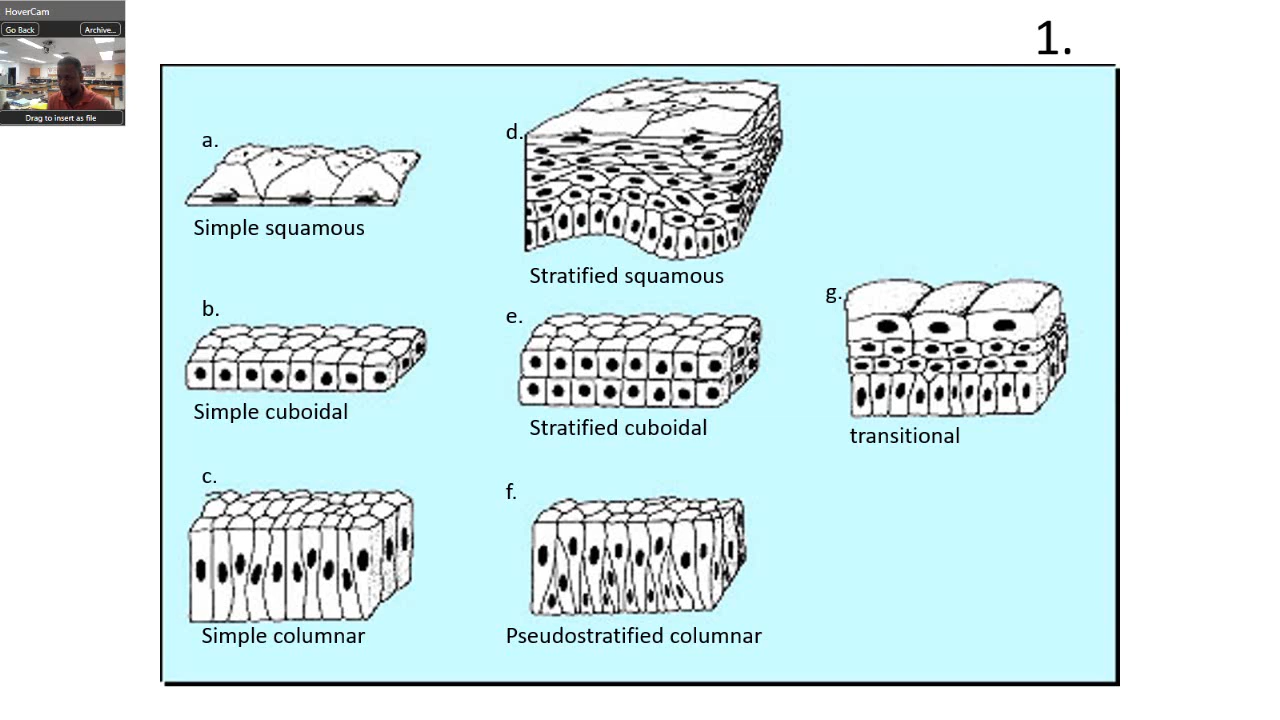 HoverCam
Go Back
Archive...
Drag to insert as file
1.
a.
Simple squamous
b.
Simple cuboidal
c.
Simple columnar
d.
Stratified squamous
e.
Stratified cuboidal
f.
Pseudostratified columnar
g.
transitional